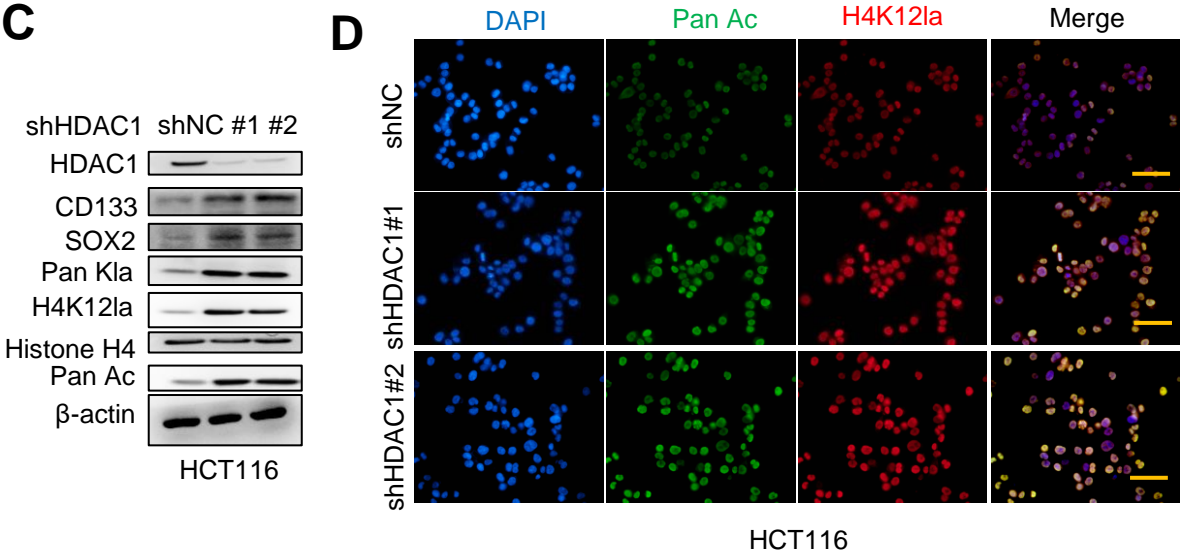 C
shHDAC1 shNC #1 #2
HDAC1
CD133
SOX2
Pan Kla
H4K12la
Histone H4
Pan Ac
β-actin
HCT116
D
DAPI Pan Ac H4K12la Merge
shNC
shHDAC1#1
shHDAC1#2
HCT116